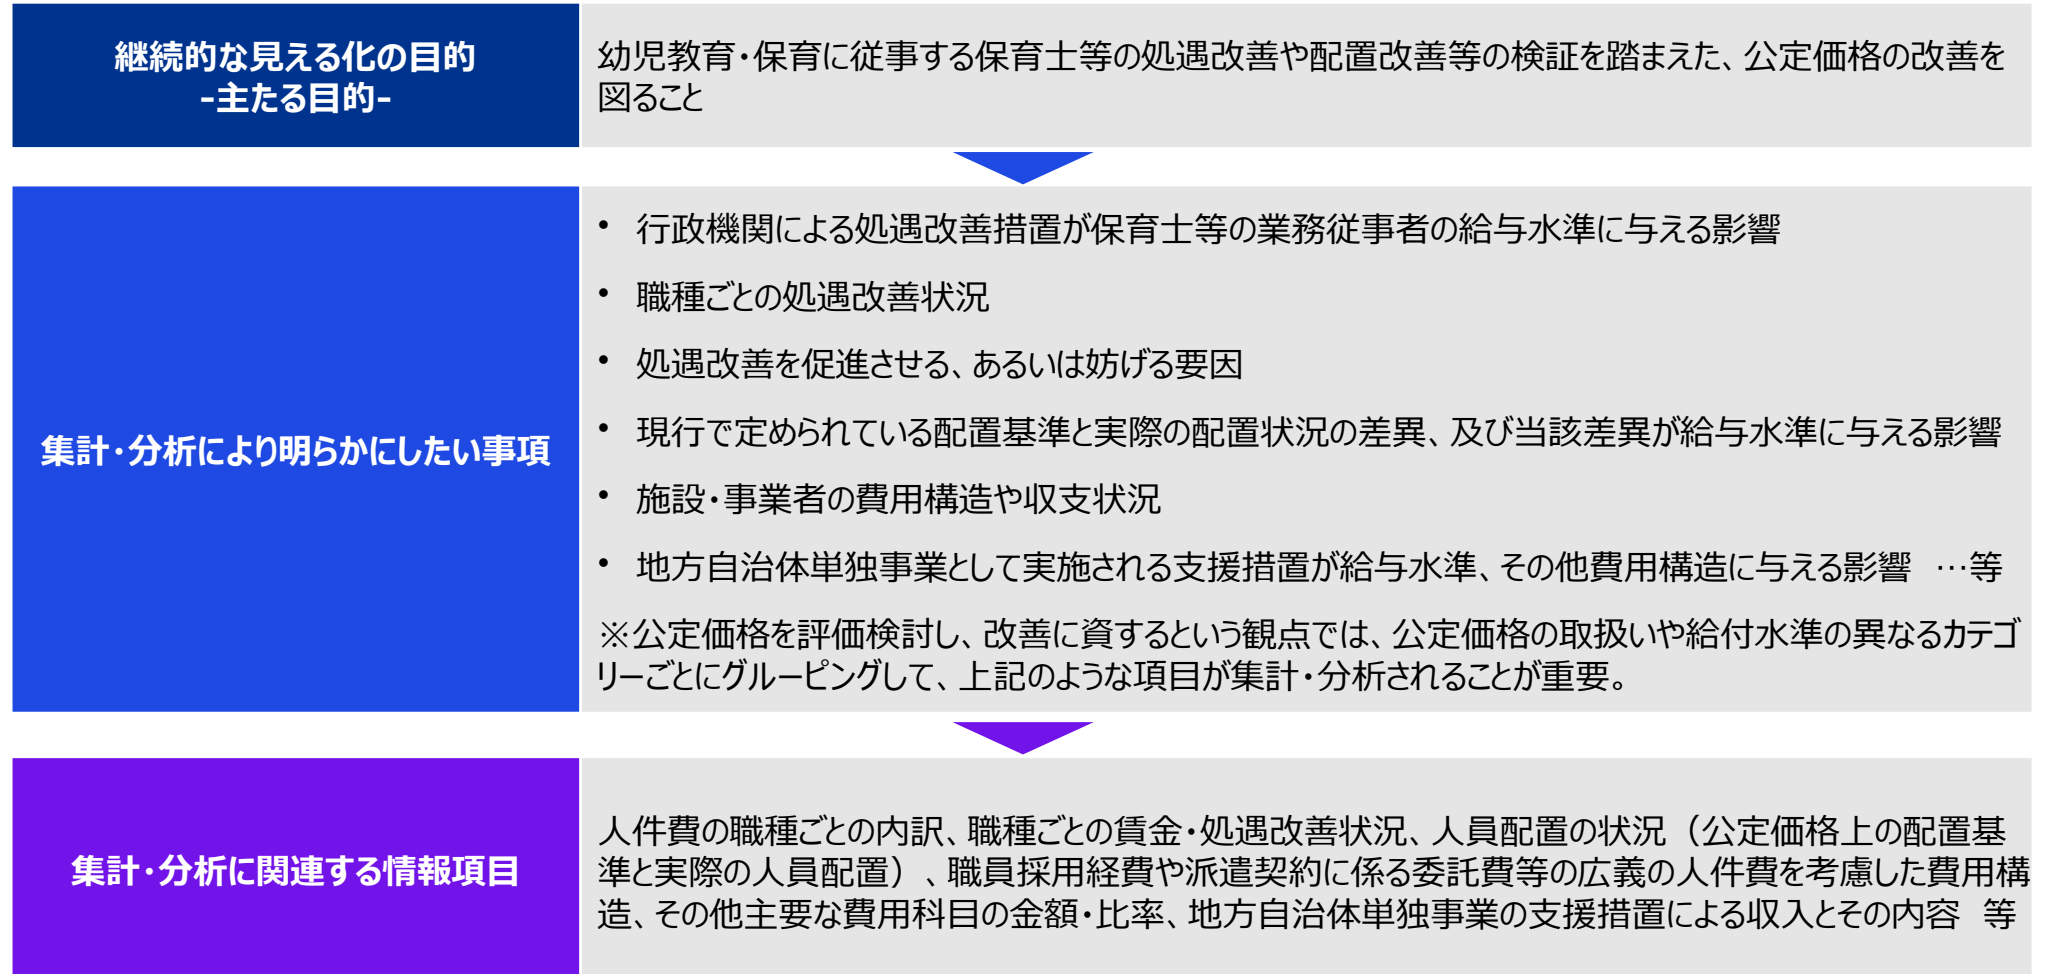 継続的な見える化の目的
-主たる目的-
幼児教育・保育に従事する保育士等の処遇改善や配置改善等の検証を踏まえた、公定価格の改善を
図ること
集計・分析により明らかにしたい事項
• 行政機関による処遇改善措置が保育士等の業務従事者の給与水準に与える影響
• 職種ごとの処遇改善状況
• 処遇改善を促進させる、あるいは妨げる要因
• 現行で定められている配置基準と実際の配置状況の差異、及び当該差異が給与水準に与える影響
• 施設・事業者の費用構造や収支状況
• 地方自治体単独事業として実施される支援措置が給与水準、その他費用構造に与える影響　…等
※公定価格を評価検討し、改善に資するという観点では、公定価格の取扱いや給付水準の異なるカテゴ
リーごとにグルーピングして、上記のような項目が集計・分析されることが重要。
集計・分析に関連する情報項目
人件費の職種ごとの内訳、職種ごとの賃金・処遇改善状況、人員配置の状況（公定価格上の配置基
準と実際の人員配置）、職員採用経費や派遣契約に係る委託費等の広義の人件費を考慮した費用構
造、その他主要な費用科目の金額・比率、地方自治体単独事業の支援措置による収入とその内容　等